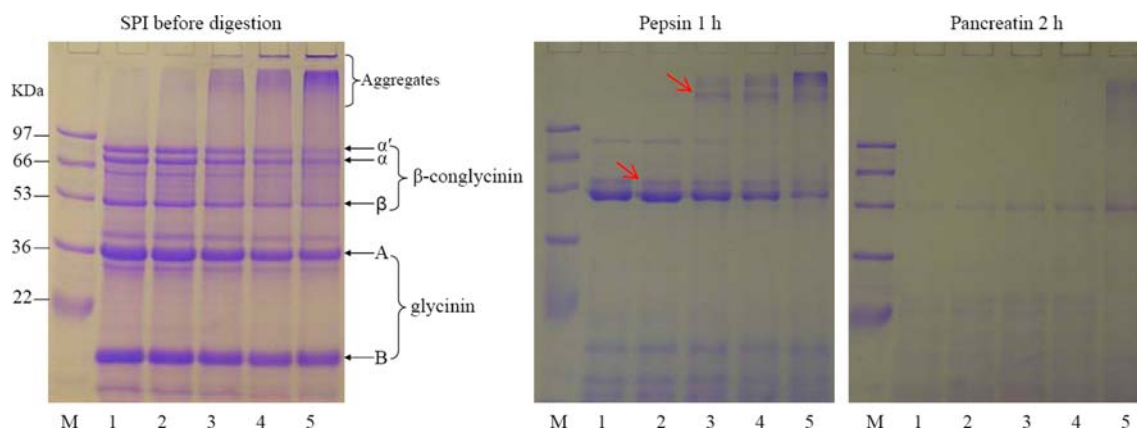 SPI before digestion
Pepsin 1 h
Pancreatin 2 h
Aggregates
KDa
97
66
53
36
22
α′
α
β
β-conglycinin
A
glycinin
B
M 1 2 3 4 5
M 1 2 3 4 5
M 1 2 3 4 5